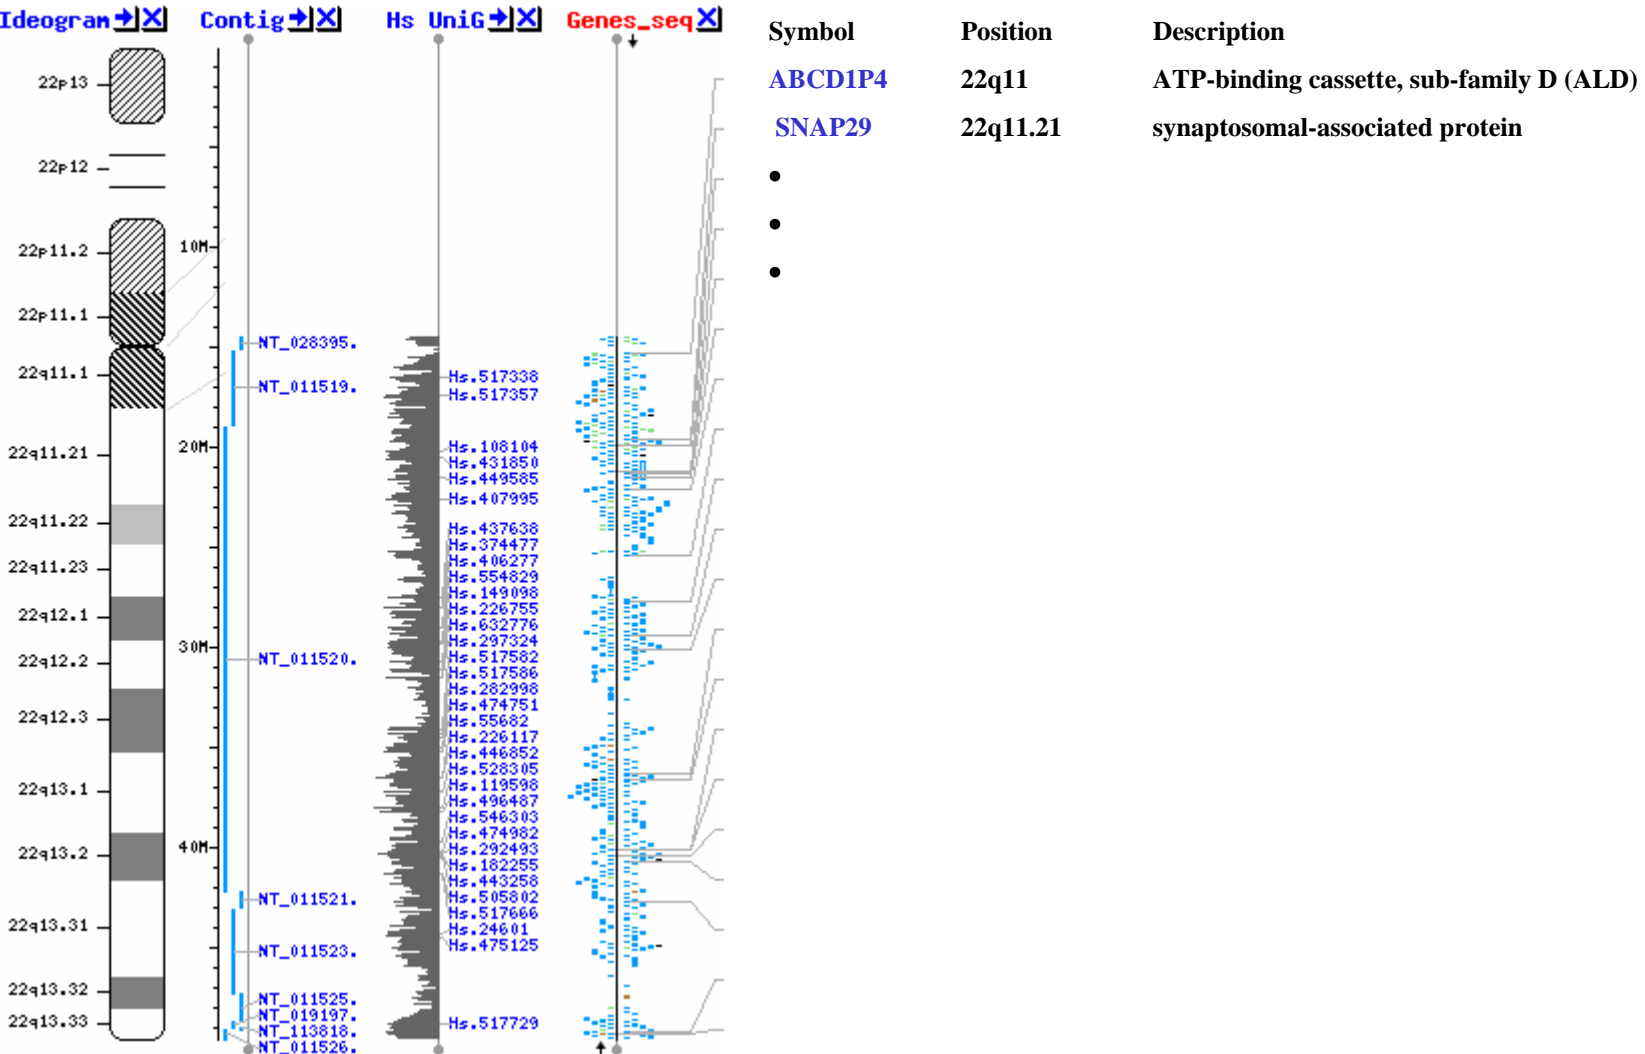 Ideogram Contig Hs UniG Genes_seq
Symbol Position Description
ABCD1P4 22q11 ATP-binding cassette, sub-family D (ALD)
SNAP29 22q11.21 synaptosomal-associated protein
22p13
22p12
22p11.2
22p11.1
22q11.1
22q11.21
22q11.22
22q11.23
22q12.1
22q12.2
22q12.3
22q13.1
22q13.2
22q13.31
22q13.32
22q13.33
10M
20M
30M
40M
NT_028395.
NT_011519.
NT_011520.
NT_011521.
NT_011523.
NT_011525.
NT_019197.
NT_113818.
NT_011526.
Hs.517338
Hs.517357
Hs.108104
Hs.431850
Hs.449585
Hs.407995
Hs.437638
Hs.374477
Hs.406277
Hs.554829
Hs.149098
Hs.226755
Hs.632776
Hs.297324
Hs.517582
Hs.517586
Hs.282998
Hs.474751
Hs.55682
Hs.226117
Hs.446852
Hs.528305
Hs.119598
Hs.496487
Hs.546303
Hs.474982
Hs.292493
Hs.182255
Hs.443258
Hs.505802
Hs.517666
Hs.24601
Hs.475125
Hs.517729